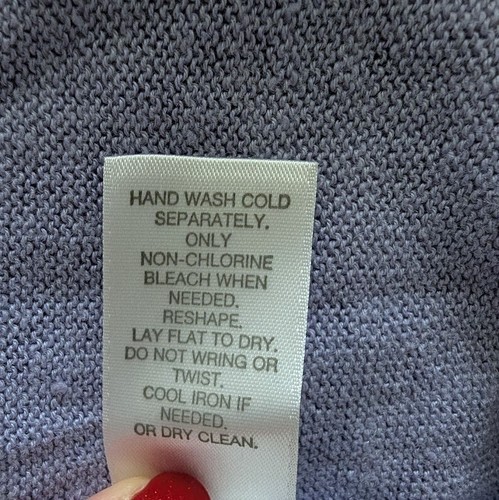 HAND WASH COLD
SEPARATELY.
ONLY
NON-CHLORINE
BLEACH WHEN
NEEDED.
RESHAPE.
LAY FLAT TO DRY.
DO NOT WRING OR
TWIST.
COOL IRON IF
NEEDED.
OR DRY CLEAN.